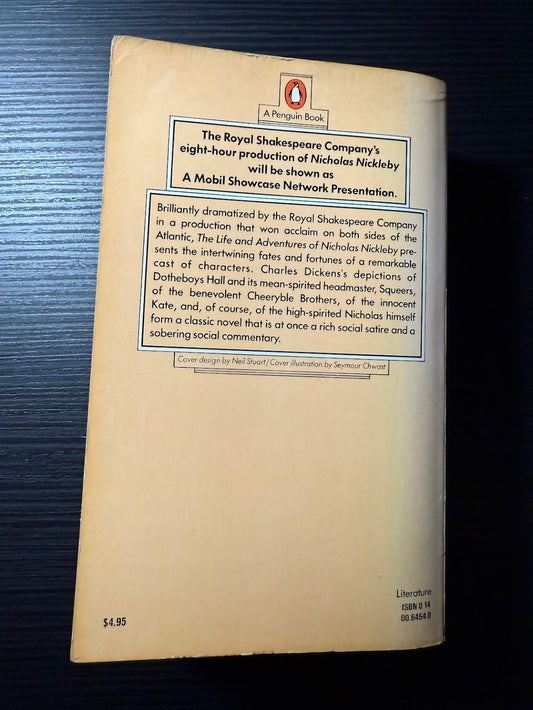 A Penguin Book
The Royal Shakespeare Company's
eight-hour production of Nicholas Nickleby
will be shown as
A Mobil Showcase Network Presentation.
Brilliantly dramatized by the Royal Shakespeare Company
in a production that won acclaim on both sides of the
Atlantic, The Life and Adventures of Nicholas Nickleby pre-
sents the intertwining fates and fortunes of a remarkable
cast of characters. Charles Dickens's depictions of
Dotheboys Hall and its mean-spirited headmaster, Squeers,
of the benevolent Cheeryble Brothers, of the innocent
Kate, and, of course, of the high-spirited Nicholas himself
form a classic novel that is at once a rich social satire and a
sobering social commentary.
Cover design by Neil Stuart/Cover illustration by Seymour Chwast
Literature
ISBN 0 14
00.6454 0
$4.95